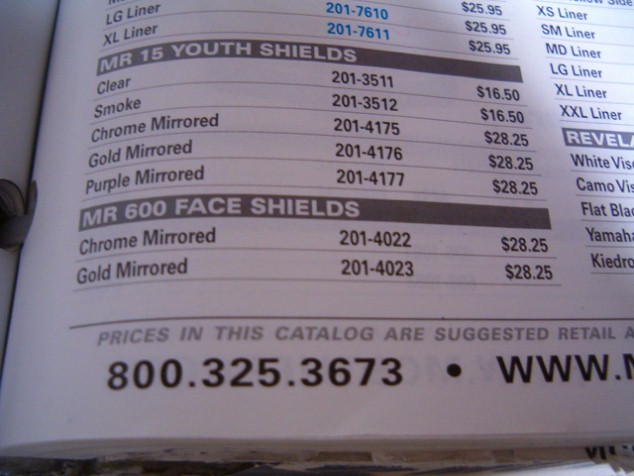 LG Liner 201-7610 $25.95
XL Liner 201-7611 $25.95
$25.95
MR 15 YOUTH SHIELDS
Clear 201-3511 $16.50
Smoke 201-3512 $16.50
Chrome Mirrored 201-4175 $28.25
Gold Mirrored 201-4176 $28.25
Purple Mirrored 201-4177 $28.25
MR 600 FACE SHIELDS
Chrome Mirrored 201-4022 $28.25
Gold Mirrored 201-4023 $28.25
XS Liner
SM Liner
MD Liner
LG Liner
XL Liner
XXL Liner
REVEL
White Vis
Camo Vis
Flat Bla
Yamah
Kiedro
PRICES IN THIS CATALOG ARE SUGGESTED RETAIL A
800.325.3673 • WWW.M